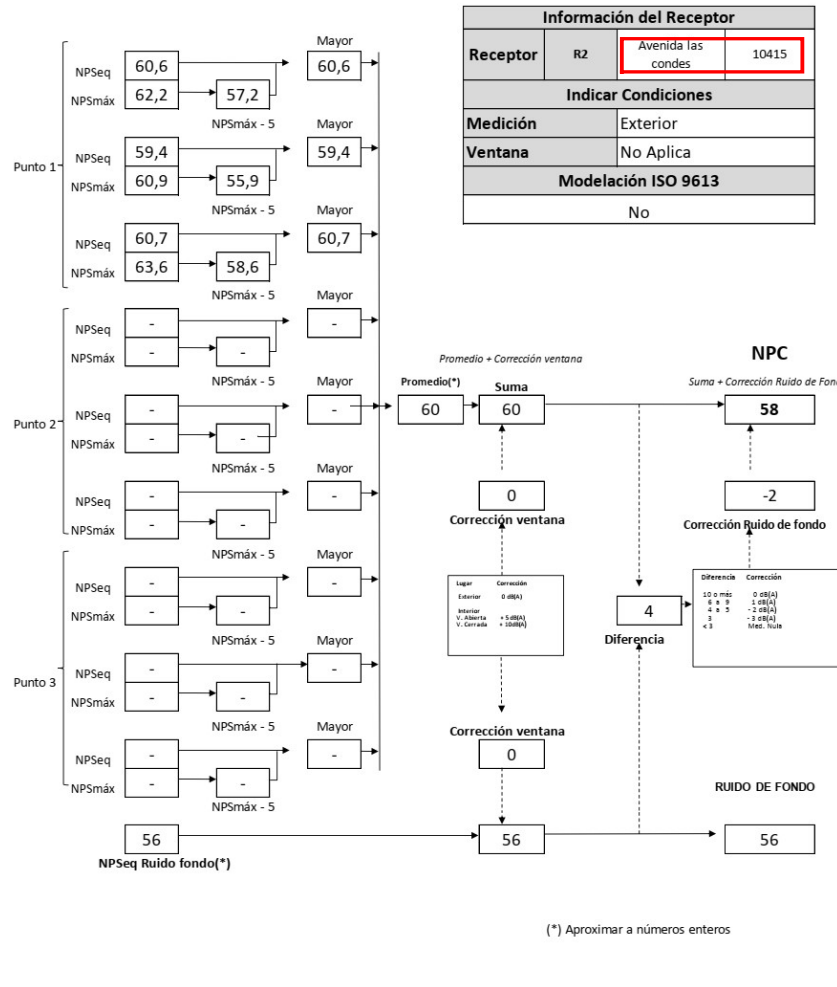 Información del Receptor
Receptor R2 Avenida las condes 10415
Indicar Condiciones
Medición Exterior
Ventana No Aplica
Modelación ISO 9613
No
Punto 1
Mayor
NPSeq 60,6 60,6
NPSmáx 62,2 57,2
NPSmáx - 5 Mayor
NPSeq 59,4 59,4
NPSmáx 60,9 55,9
NPSmáx - 5 Mayor
NPSeq 60,7 60,7
NPSmáx 63,6 58,6
NPSmáx - 5 Mayor
Punto 2
NPSeq - -
NPSmáx - -
NPSmáx - 5 Mayor
NPSeq - -
NPSmáx - -
NPSmáx - 5 Mayor
NPSeq - -
NPSmáx - -
NPSmáx - 5 Mayor
Punto 3
NPSeq - -
NPSmáx - -
NPSmáx - 5 Mayor
NPSeq - -
NPSmáx - -
NPSmáx - 5 Mayor
NPSeq - -
NPSmáx - -
NPSmáx - 5
56
NPSeq Ruido fondo(*)
Promedio + Corrección ventana
Promedio(*) Suma
60 60
0
Corrección ventana
Lugar Corrección
Exterior 0 dB(A)
Interior
V. Abierta + 5dB(A)
V. Cerrada + 10dB(A)
Corrección ventana
0
56
NPC
Suma + Corrección Ruido de Fon
58
-2
Corrección Ruido de fondo
4
Diferencia
Diferencia Corrección
10 o más 0 dB(A)
6 a 9 1 dB(A)
4 a 5 - 2 dB(A)
3 - 3 dB(A)
< 3 Med. Nula
RUIDO DE FONDO
56
(*) Aproximar a números enteros